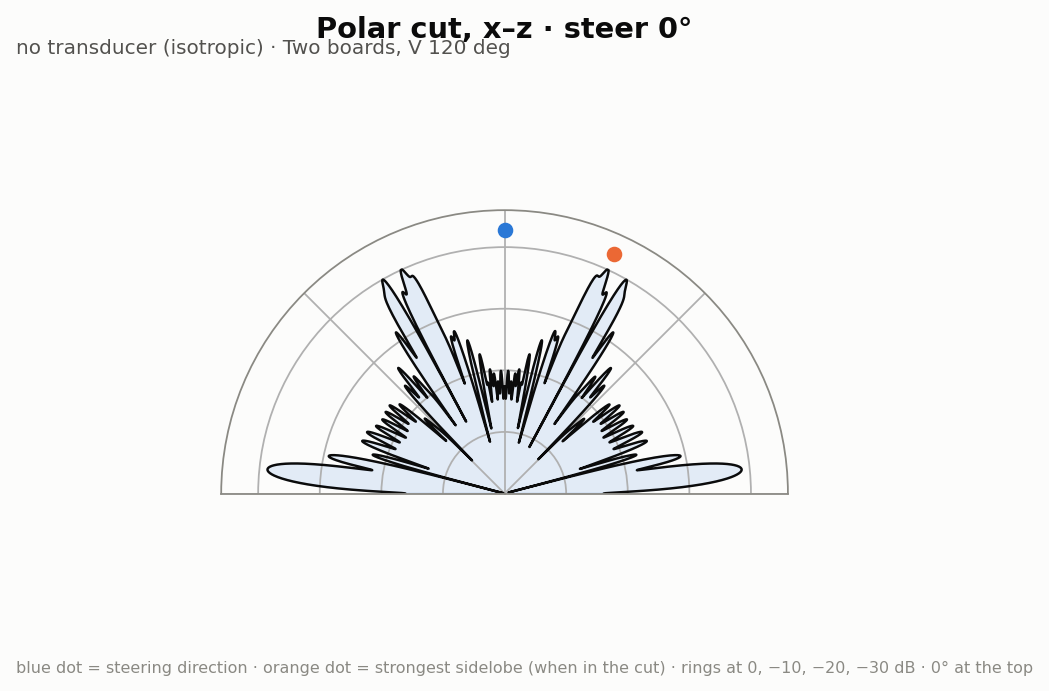 Polar cut, x–z · steer 0°
no transducer (isotropic) · Two boards, V 120 deg
blue dot = steering direction · orange dot = strongest sidelobe (when in the cut) · rings at 0, −10, −20, −30 dB · 0° at the top